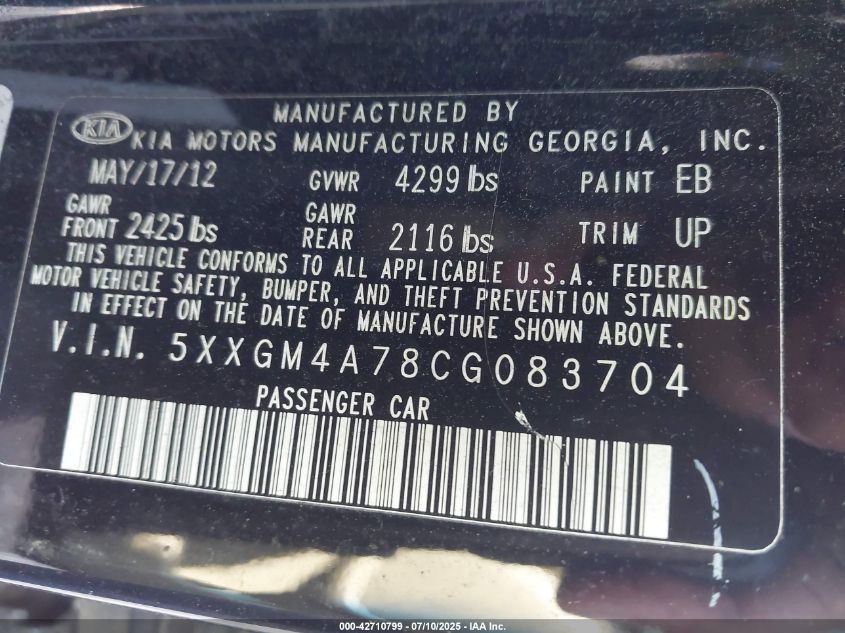 MANUFACTURED BY
KIA KIA MOTORS MANUFACTURING GEORGIA, INC.
MAY/17/12 GVWR 4299 lbs PAINT EB
GAWR FRONT 2425 lbs GAWR REAR 2116 lbs TRIM UP
THIS VEHICLE CONFORMS TO ALL APPLICABLE U.S.A. FEDERAL
MOTOR VEHICLE SAFETY, BUMPER, AND THEFT PREVENTION STANDARDS
IN EFFECT ON THE DATE OF MANUFACTURE SHOWN ABOVE.
V.I.N. 5XXGM4A78CG083704
PASSENGER CAR
000-42710799 - 07/10/2025 - IAA Inc.